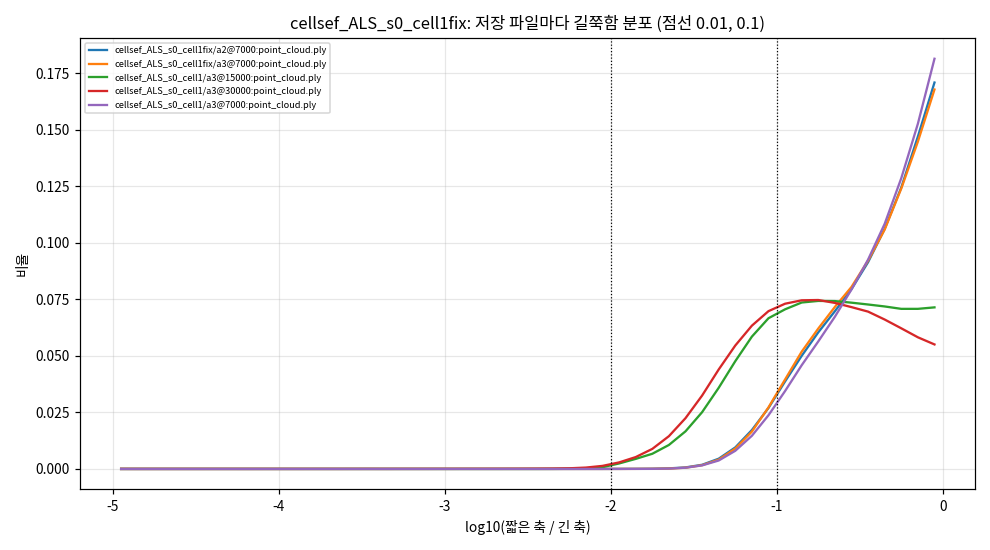 cellsef_ALS_s0_cell1fix: 저장 파일마다 길쭉함 분포 (점선 0.01, 0.1)
cellsef_ALS_s0_cell1fix/a2@7000:point_cloud.ply
cellsef_ALS_s0_cell1fix/a3@7000:point_cloud.ply
cellsef_ALS_s0_cell1/a3@15000:point_cloud.ply
cellsef_ALS_s0_cell1/a3@30000:point_cloud.ply
cellsef_ALS_s0_cell1/a3@7000:point_cloud.ply
0.175
0.150
0.125
0.100
0.075
0.050
0.025
0.000
비율
-5 -4 -3 -2 -1 0
log10(짧은 축 / 긴 축)